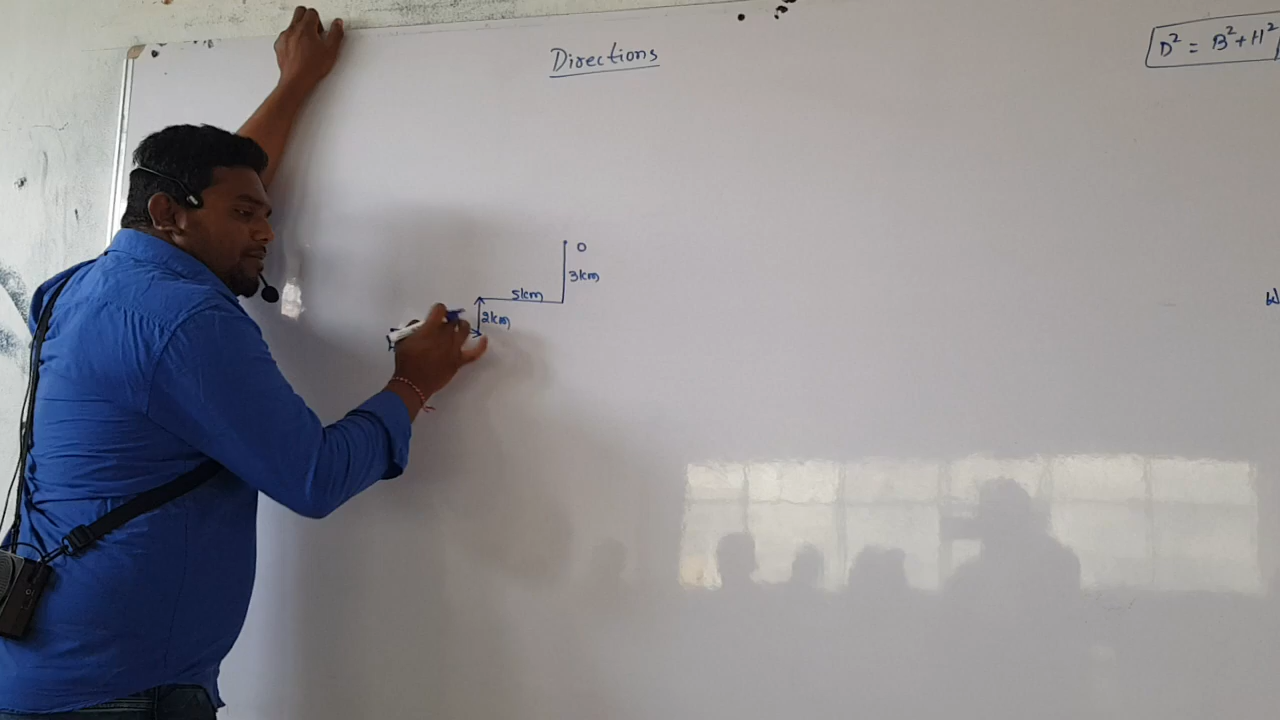 Directions
D² = B² + H²
O
3km
5km
2km
W